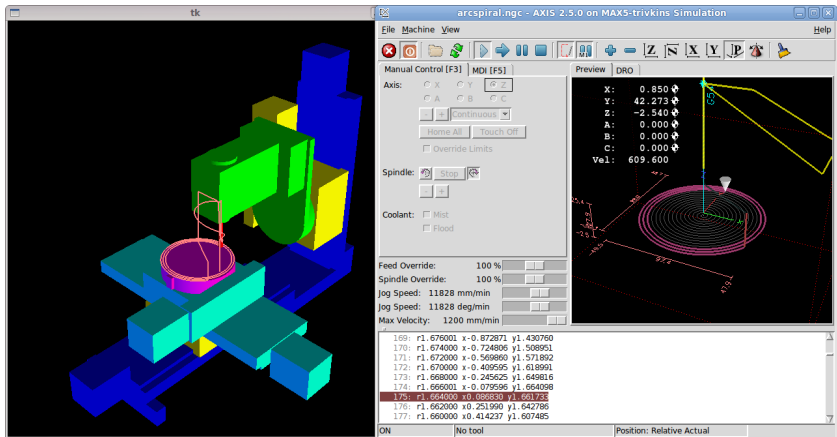 tk
arcspiral.ngc - AXIS 2.5.0 on MAX5-trivkins Simulation
File Machine View Help
Z N X Y P
Manual Control [F3] MDI [F5]
Preview DRO
Axis: X Y Z
A B C
- + Continuous
Home All Touch Off
Override Limits
Spindle: Stop
- +
Coolant: Mist
Flood
X: 0.850
Y: 42.273
Z: -2.540
A: 0.000
B: 0.000
C: 0.000
Vel: 609.600
Feed Override: 100 %
Spindle Override: 100 %
Jog Speed: 11828 mm/min
Jog Speed: 11828 deg/min
Max Velocity: 1200 mm/min
169: r1.676001 x-0.872871 y1.430760
170: r1.674000 x-0.724806 y1.508951
171: r1.672000 x-0.569860 y1.571892
172: r1.670000 x-0.409595 y1.618991
173: r1.668000 x-0.245625 y1.649816
174: r1.666001 x-0.079596 y1.664098
175: r1.664000 x0.086830 y1.661733
176: r1.662000 x0.251990 y1.642786
177: r1.660000 x0.414237 y1.607485
ON No tool Position: Relative Actual